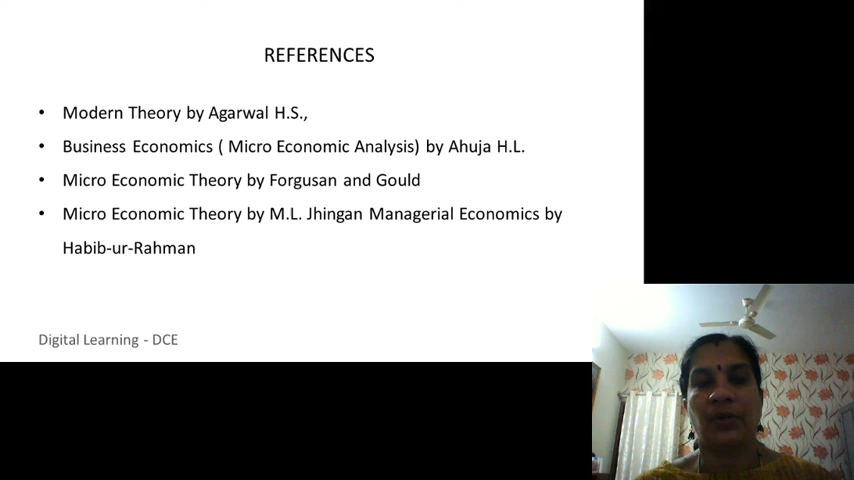 REFERENCES
• Modern Theory by Agarwal H.S.,
• Business Economics ( Micro Economic Analysis) by Ahuja H.L.
• Micro Economic Theory by Forgusan and Gould
• Micro Economic Theory by M.L. Jhingan Managerial Economics by
Habib-ur-Rahman
Digital Learning - DCE